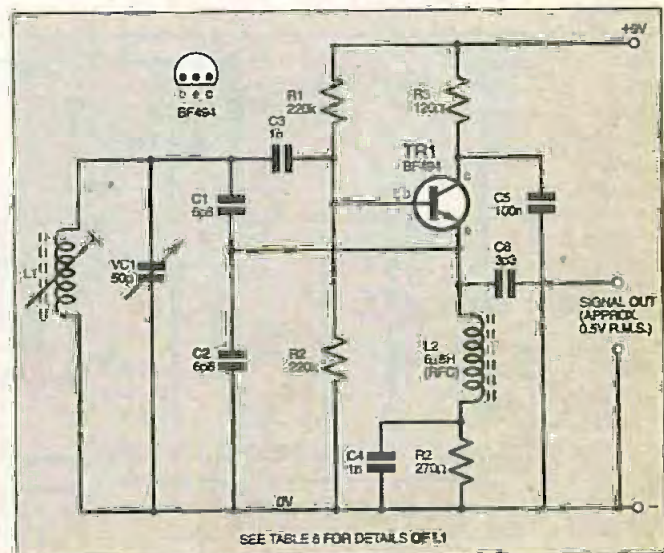 +9V
b e c
BF494
R1
220k
R3
120Ω
C3
1n
TR1
BF494
b
c
e
C1
6p8
C5
100n
L1
VC1
50p
C6
3p3
SIGNAL OUT
(APPROX.
0.5V R.M.S.)
C2
6p8
R2
220k
L2
6μ8H
(RFC)
C4
1n
R2
270Ω
0V
SEE TABLE 6 FOR DETAILS OF L1